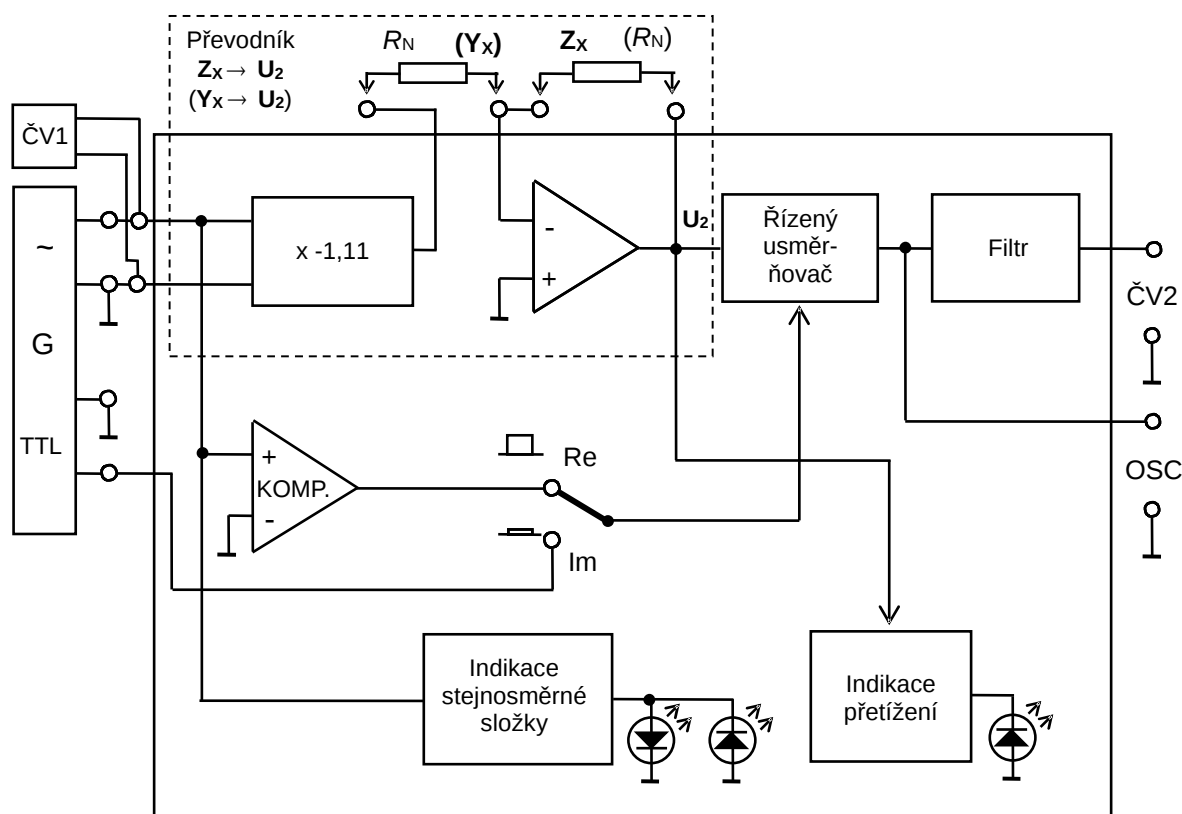 Převodník
Zx → U2
(Yx → U2)
RN
(Yx)
Zx
(RN)
ČV1
~
G
TTL
x -1,11
-
+
U2
Řízený
usměr-
ňovač
Filtr
ČV2
OSC
+
KOMP.
-
Re
Im
Indikace
stejnosměrné
složky
Indikace
přetížení